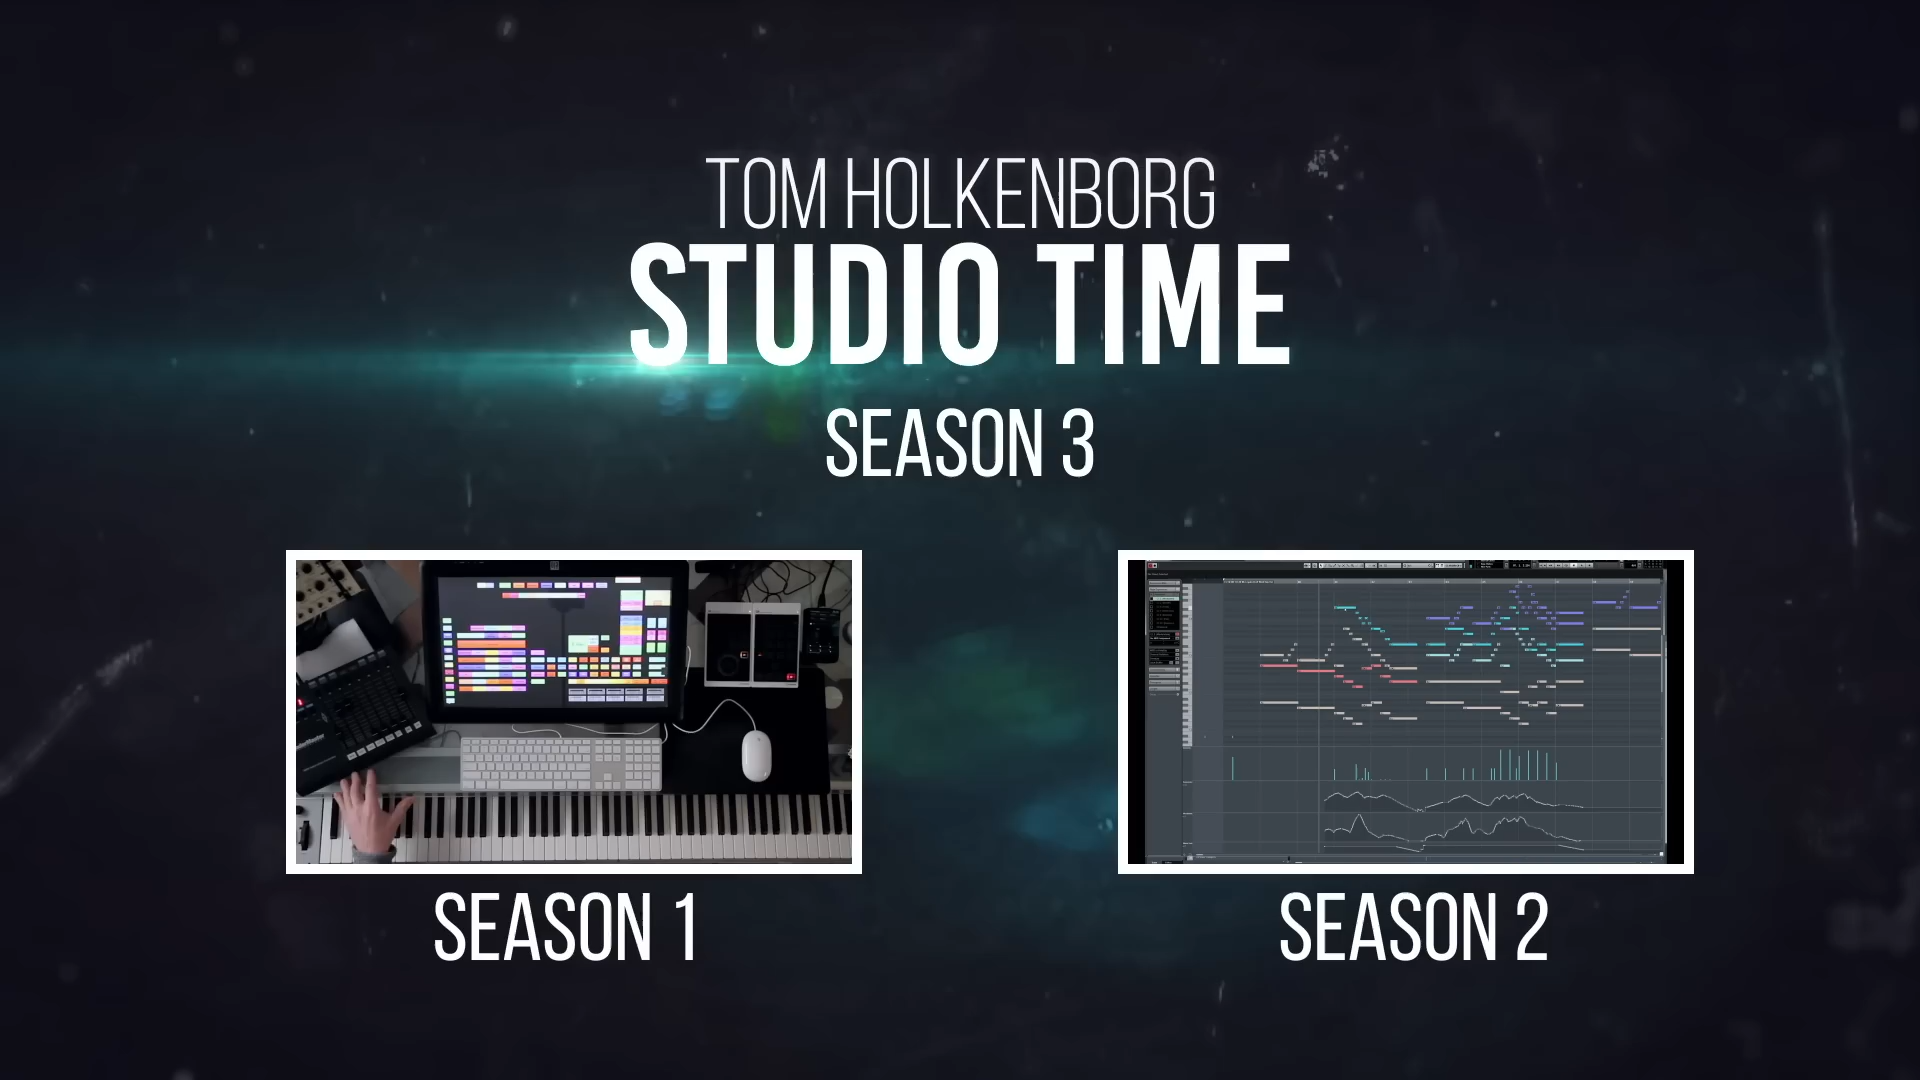 TOM HOLKENBORG
STUDIO TIME
SEASON 3
SEASON 1
SEASON 2